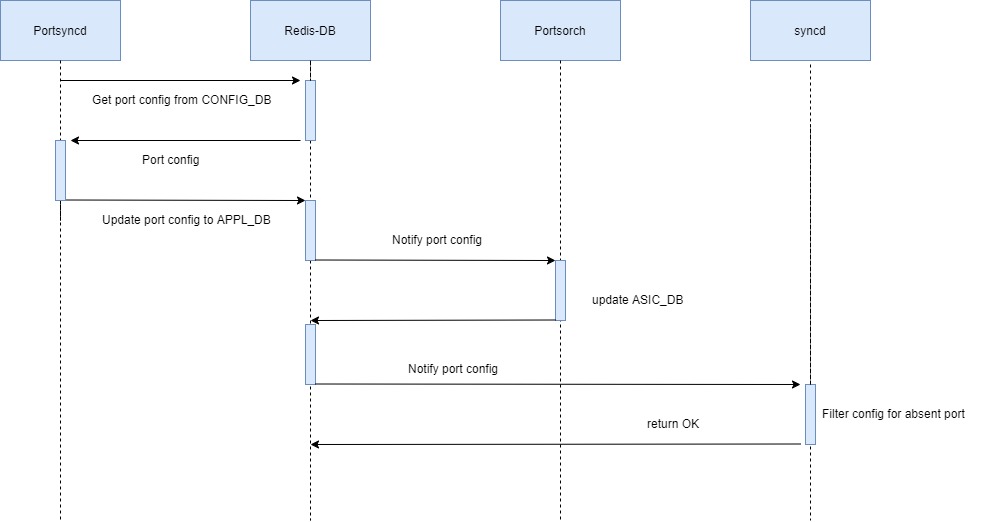 Portsyncd
Redis-DB
Portsorch
syncd
Get port config from CONFIG_DB
Port config
Update port config to APPL_DB
Notify port config
update ASIC_DB
Notify port config
Filter config for absent port
return OK